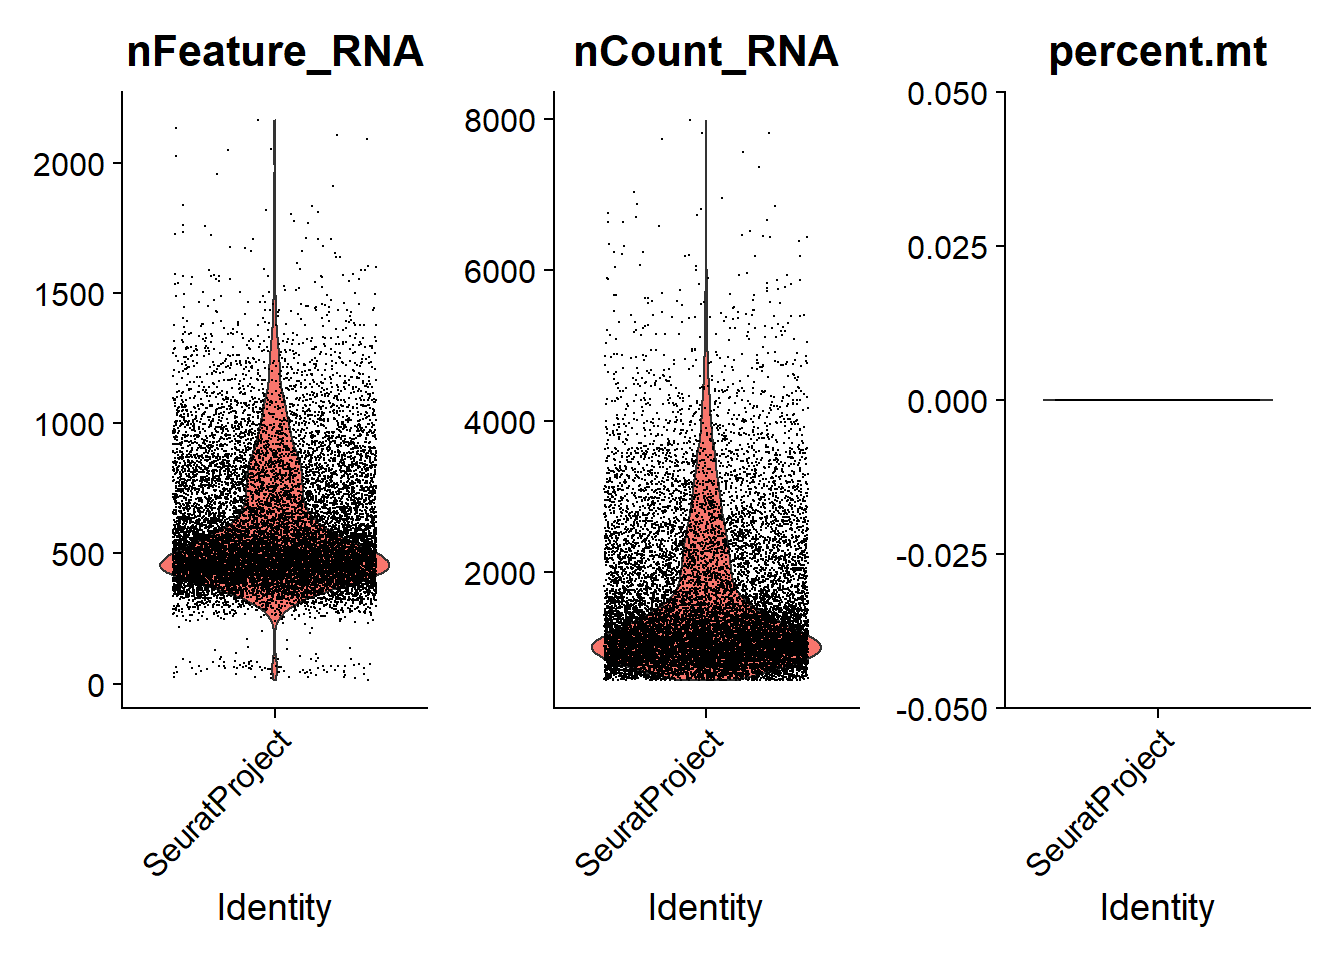 nFeature_RNA
2000
1500
1000
500
0
SeuratProject
Identity
nCount_RNA
8000
6000
4000
2000
SeuratProject
Identity
percent.mt
0.050
0.025
0.000
-0.025
-0.050
SeuratProject
Identity